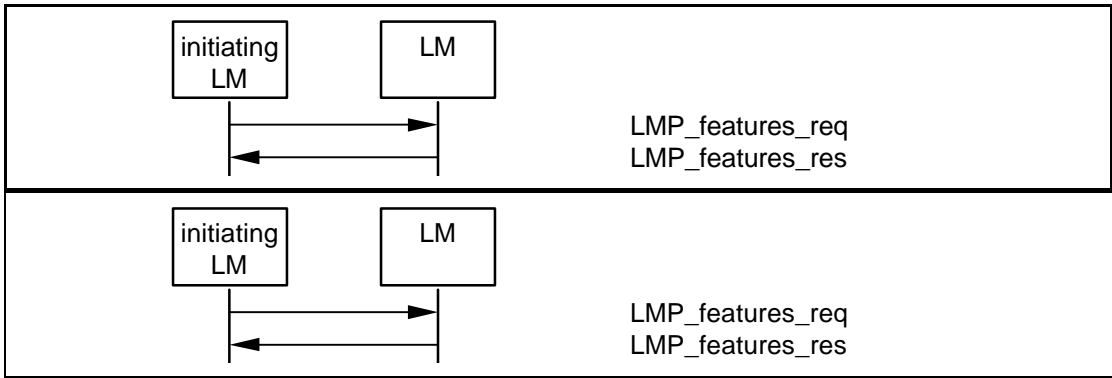 initiating
LM
LM
LMP_features_req
LMP_features_res
initiating
LM
LM
LMP_features_req
LMP_features_res